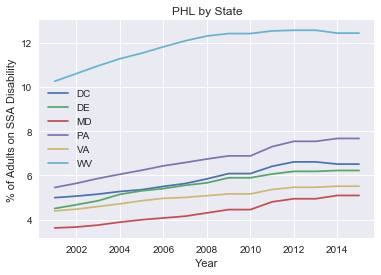 PHL by State
% of Adults on SSA Disability
12
10
8
6
4
DC
DE
MD
PA
VA
WV
2002 2004 2006 2008 2010 2012 2014
Year